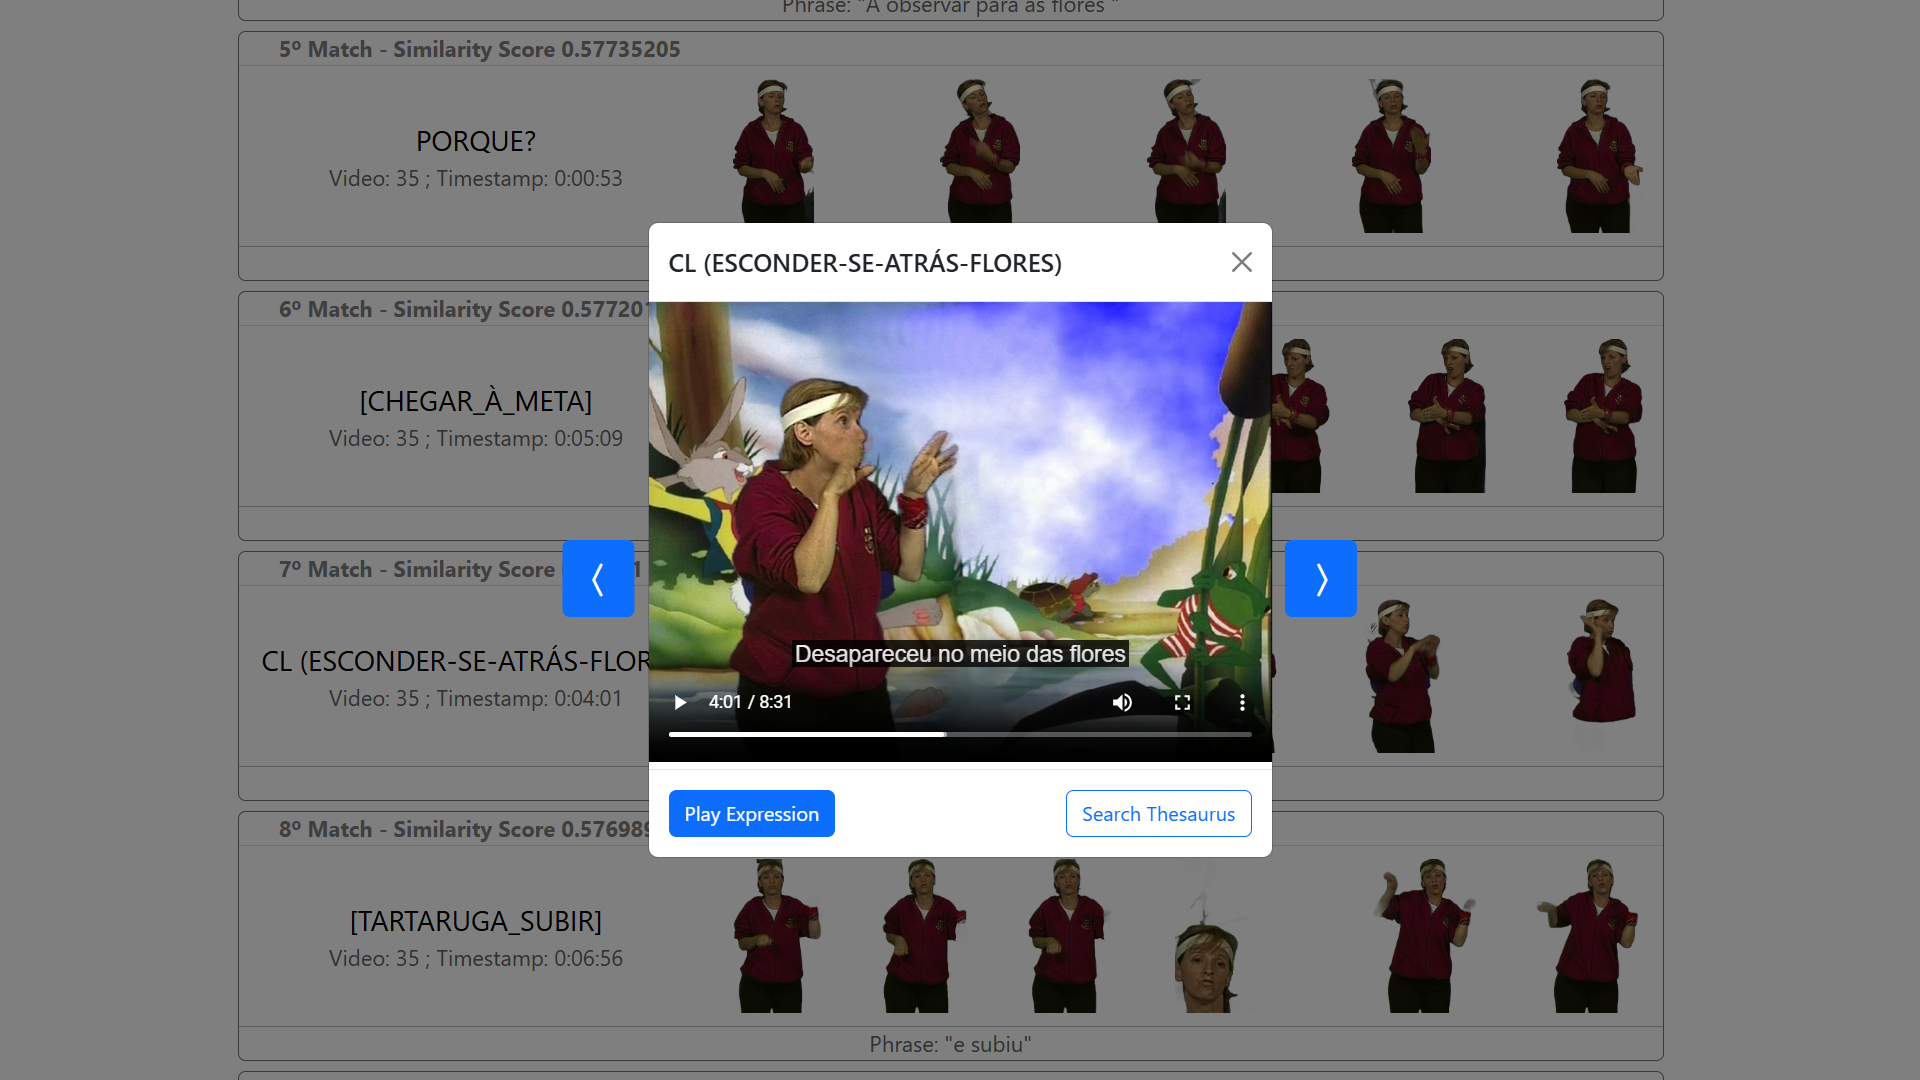 Phrase: "A observar para as flores "
5º Match - Similarity Score 0.57735205
PORQUE?
Video: 35 ; Timestamp: 0:00:53
CL (ESCONDER-SE-ATRÁS-FLORES)
6º Match - Similarity Score 0.57720
[CHEGAR_À_META]
Video: 35 ; Timestamp: 0:05:09
7º Match - Similarity Score
CL (ESCONDER-SE-ATRÁS-FLOR
Video: 35 ; Timestamp: 0:04:01
Desapareceu no meio das flores
4:01 / 8:31
Play Expression
Search Thesaurus
8º Match - Similarity Score 0.57698
[TARTARUGA_SUBIR]
Video: 35 ; Timestamp: 0:06:56
Phrase: "e subiu"